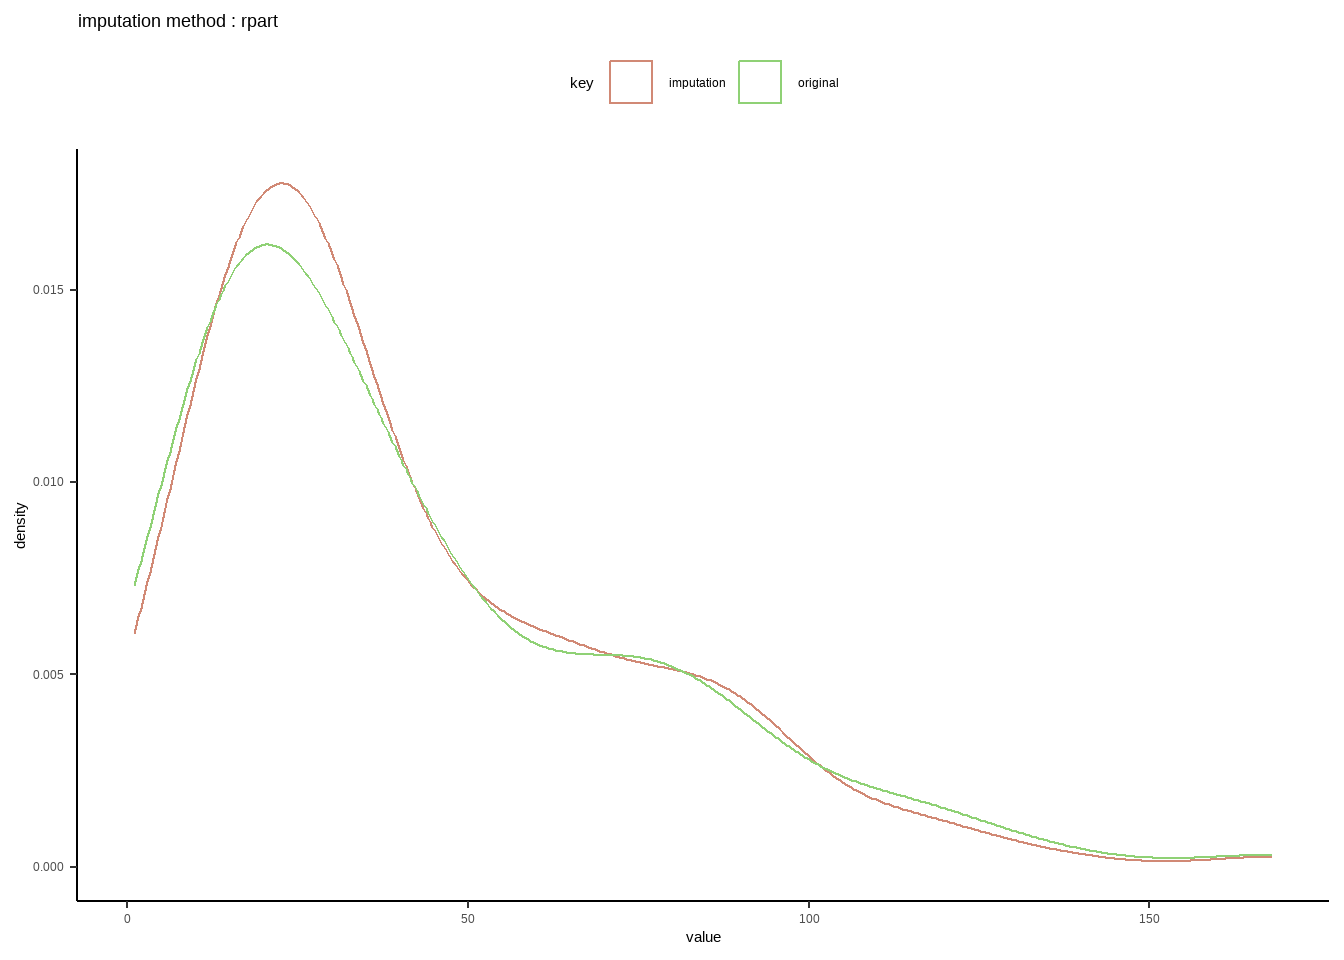 imputation method : rpart
key imputation original
0.015
0.010
0.005
0.000
density
0 50 100 150
value